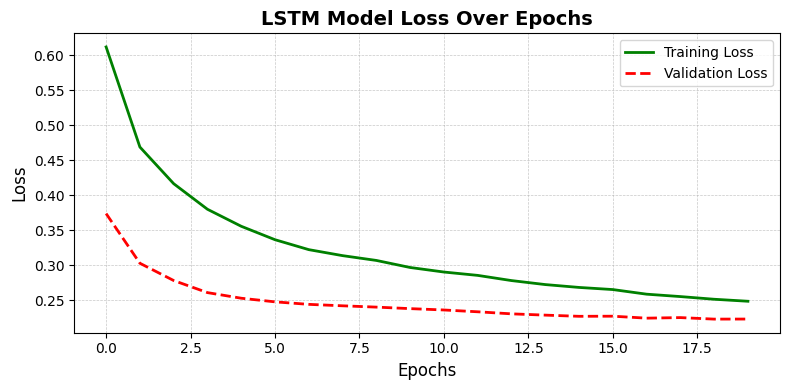 LSTM Model Loss Over Epochs
Training Loss
Validation Loss
Loss
0.60
0.55
0.50
0.45
0.40
0.35
0.30
0.25
0.0 2.5 5.0 7.5 10.0 12.5 15.0 17.5
Epochs